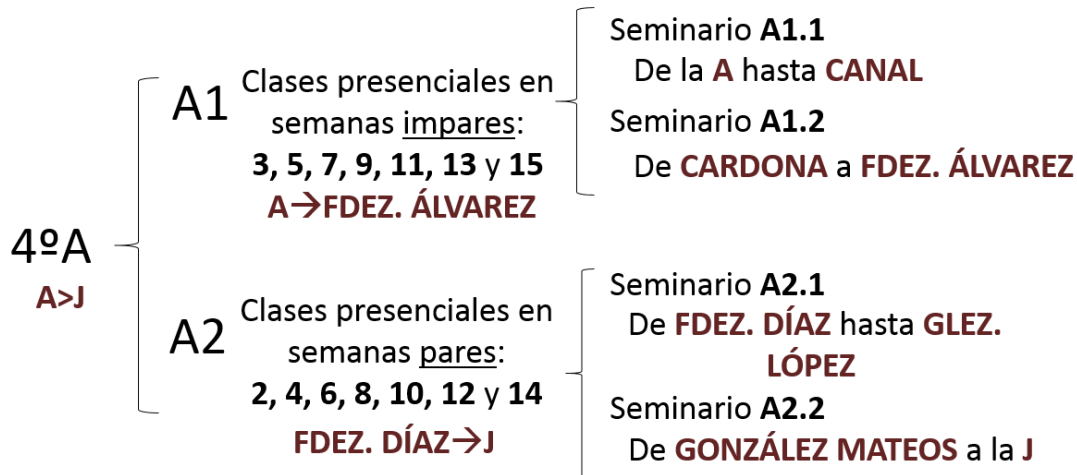 4ºA
A>J
A1
Clases presenciales en
semanas impares:
3, 5, 7, 9, 11, 13 y 15
A→FDEZ. ÁLVAREZ
Seminario A1.1
De la A hasta CANAL
Seminario A1.2
De CARDONA a FDEZ. ÁLVAREZ
A2
Clases presenciales en
semanas pares:
2, 4, 6, 8, 10, 12 y 14
FDEZ. DÍAZ→J
Seminario A2.1
De FDEZ. DÍAZ hasta GLEZ.
LÓPEZ
Seminario A2.2
De GONZÁLEZ MATEOS a la J